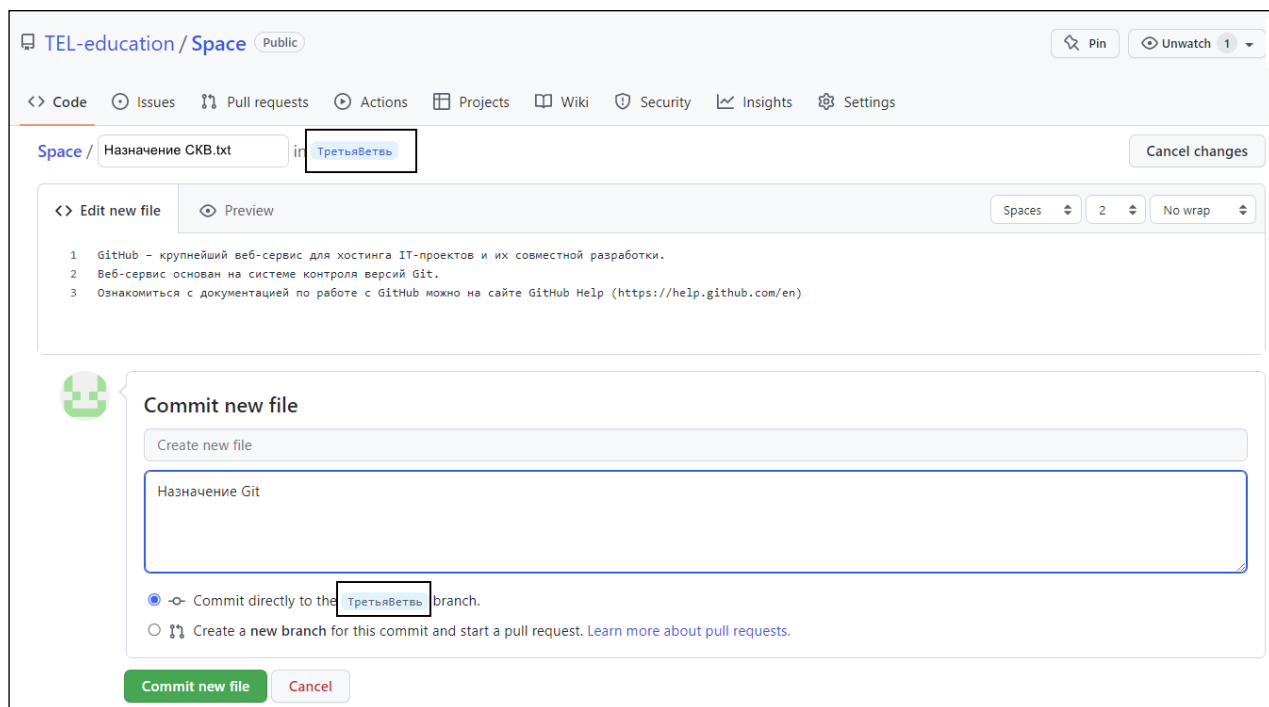 TEL-education / Space Public Pin Unwatch 1
Code Issues Pull requests Actions Projects Wiki Security Insights Settings
Space / Назначение СКВ.txt in ТретьяВетвь Cancel changes
<> Edit new file Preview Spaces 2 No wrap
1 GitHub – крупнейший веб-сервис для хостинга IT-проектов и их совместной разработки.
2 Веб-сервис основан на системе контроля версий Git.
3 Ознакомиться с документацией по работе с GitHub можно на сайте GitHub Help (https://help.github.com/en)
Commit new file
Create new file
Назначение Git
Commit directly to the ТретьяВетвь branch.
Create a new branch for this commit and start a pull request. Learn more about pull requests.
Commit new file Cancel